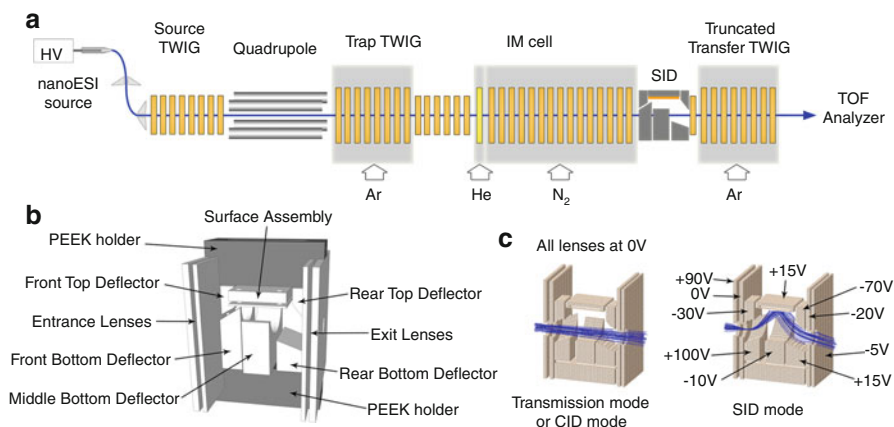 a
Source
TWIG
Quadrupole
Trap TWIG
IM cell
Truncated
Transfer TWIG
HV
nanoESI
source
SID
TOF
Analyzer
Ar
He
N₂
Ar
b
Surface Assembly
PEEK holder
Front Top Deflector
Rear Top Deflector
Entrance Lenses
Exit Lenses
Front Bottom Deflector
Rear Bottom Deflector
Middle Bottom Deflector
PEEK holder
c
All lenses at 0V
Transmission mode
or CID mode
+90V
0V
-30V
+15V
-70V
-20V
+100V
-10V
-5V
+15V
SID mode